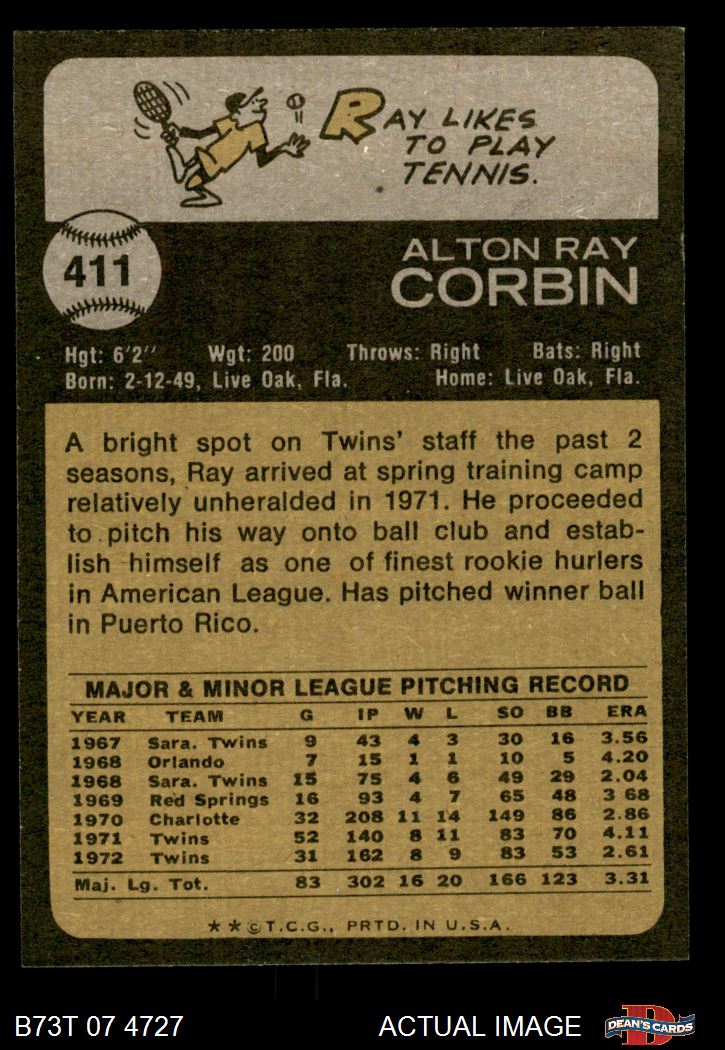 RAY LIKES
TO PLAY
TENNIS.
411
ALTON RAY
CORBIN
Hgt: 6'2" Wgt: 200 Throws: Right Bats: Right
Born: 2-12-49, Live Oak, Fla. Home: Live Oak, Fla.
A bright spot on Twins' staff the past 2
seasons, Ray arrived at spring training camp
relatively unheralded in 1971. He proceeded
to pitch his way onto ball club and estab-
lish himself as one of finest rookie hurlers
in American League. Has pitched winner ball
in Puerto Rico.
MAJOR & MINOR LEAGUE PITCHING RECORD
YEAR TEAM G IP W L SO BB ERA
1967 Sara. Twins 9 43 4 3 30 16 3.56
1968 Orlando 7 15 1 1 10 5 4.20
1968 Sara. Twins 15 75 4 6 49 29 2.04
1969 Red Springs 16 93 4 7 65 48 3 68
1970 Charlotte 32 208 11 14 149 86 2.86
1971 Twins 52 140 8 11 83 70 4.11
1972 Twins 31 162 8 9 83 53 2.61
Maj. Lg. Tot. 83 302 16 20 166 123 3.31
★★©T.C.G., PRTD. IN U.S.A.
B73T 07 4727 ACTUAL IMAGE DEAN'S CARDS